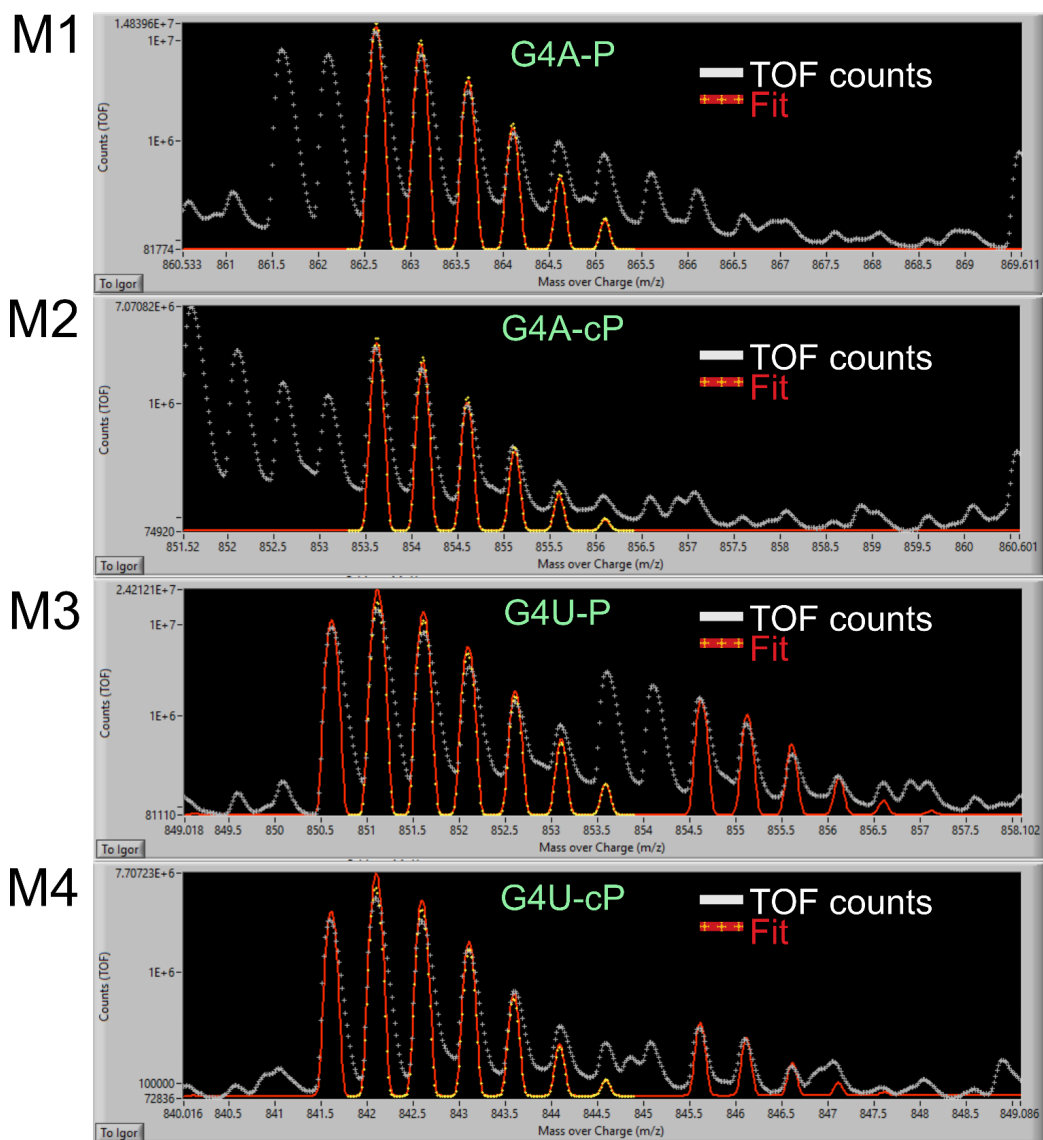 M1
1.48396E+7
1E+7
1E+6
81774
Counts (TOF)
G4A-P
TOF counts
Fit
860.533 861 861.5 862 862.5 863 863.5 864 864.5 865 865.5 866 866.5 867 867.5 868 868.5 869 869.611
To Igor
Mass over Charge (m/z)
M2
7.07082E+6
1E+6
74920
Counts (TOF)
G4A-cP
TOF counts
Fit
851.52 852 852.5 853 853.5 854 854.5 855 855.5 856 856.5 857 857.5 858 858.5 859 859.5 860 860.601
To Igor
Mass over Charge (m/z)
M3
2.42121E+7
1E+7
1E+6
81110
Counts (TOF)
G4U-P
TOF counts
Fit
849.018 849.5 850 850.5 851 851.5 852 852.5 853 853.5 854 854.5 855 855.5 856 856.5 857 857.5 858.102
To Igor
Mass over Charge (m/z)
M4
7.70723E+6
1E+6
100000
72836
Counts (TOF)
G4U-cP
TOF counts
Fit
840.016 840.5 841 841.5 842 842.5 843 843.5 844 844.5 845 845.5 846 846.5 847 847.5 848 848.5 849.086
To Igor
Mass over Charge (m/z)